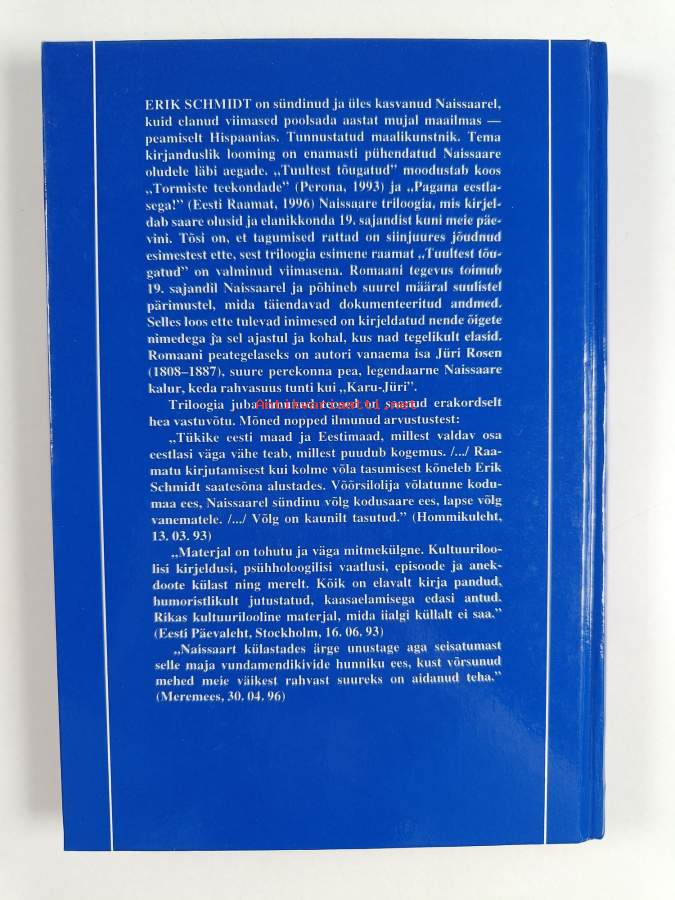 ERIK SCHMIDT on sündinud ja üles kasvanud Naissaarel,
kuid elanud viimased poolsada aastat mujal maailmas —
peamiselt Hispaanias. Tunnustatud maalikunstnik. Tema
kirjanduslik looming on enamasti pühendatud Naissaare
oludele läbi aegade. „Tuultest tõugatud” moodustab koos
„Tormiste teekondade” (Perona, 1993) ja „Pagana eestla-
sega!” (Eesti Raamat, 1996) Naissaare triloogia, mis kirjel-
dab saare olusid ja elanikkonda 19. sajandist kuni meie päe-
vini. Tõsi on, et tagumised rattad on siinjuures jõudnud
esimestest ette, sest triloogia esimene raamat „Tuultest tõu-
gatud” on valminud viimasena. Romaani tegevus toimub
19. sajandil Naissaarel ja põhineb suurel määral suulistel
pärimustel, mida täiendavad dokumenteeritud andmed.
Selles loos ette tulevad inimesed on kirjeldatud nende õigete
nimedega ja sel ajastul ja kohal, kus nad tegelikult elasid.
Romaani peategelaseks on autori vanaema isa Jüri Rosen
(1808–1887), suure perekonna pea, legendaarne Naissaare
kalur, keda rahvasuus tunti kui „Karu-Jüri”.
Triloogia juba ilmunud teosed on saanud erakordselt
hea vastuvõtu. Mõned nopped ilmunud arvustustest:
„Tükike eesti maad ja Eestimaad, millest valdav osa
eestlasi väga vähe teab, millest puudub kogemus. /.../ Raa-
matu kirjutamisest kui kolme võla tasumisest kõneleb Erik
Schmidt saatesõna alustades. Võõrsilolija võlatunne kodu-
maa ees, Naissaarel sündinu võlg kodusaare ees, lapse võlg
vanematele. /.../ Võlg on kaunilt tasutud.” (Hommikuleht,
13. 03. 93)
„Materjal on tohutu ja väga mitmekülgne. Kultuuriloo-
lisi kirjeldusi, psühholoogilisi vaatlusi, episoode ja anek-
doote külast ning merelt. Kõik on elavalt kirja pandud,
humoristlikult jutustatud, kaasaelamisega edasi antud.
Rikas kultuurilooline materjal, mida iialgi küllalt ei saa.”
(Eesti Päevaleht, Stockholm, 16. 06. 93)
„Naissaart külastades ärge unustage aga seisatumast
selle maja vundamendikivide hunniku ees, kust võrsunud
mehed meie väikest rahvast suureks on aidanud teha.”
(Meremees, 30. 04. 96)